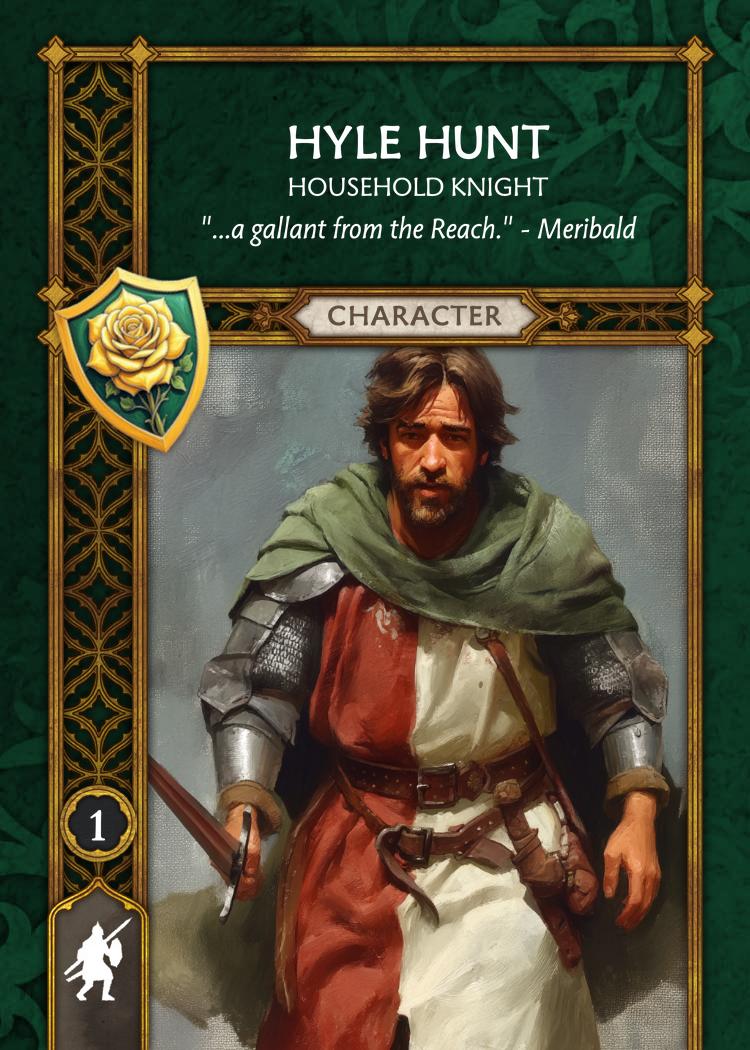 HYLE HUNT
HOUSEHOLD KNIGHT
"...a gallant from the Reach." - Meribald
CHARACTER
1